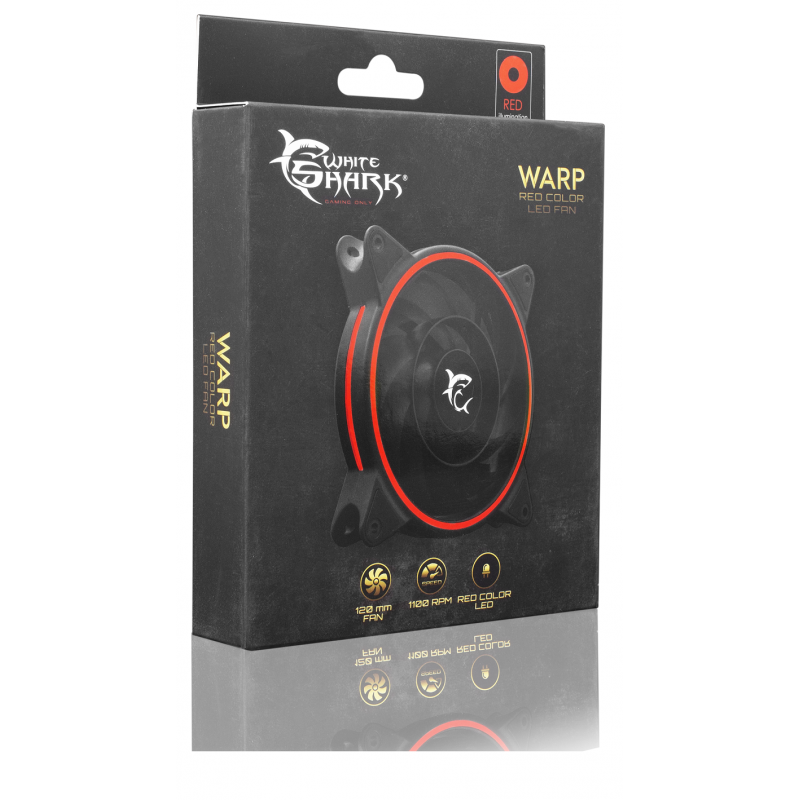 RED
illumination
WHITE
SHARK®
GAMING ONLY
WARP
RED COLOR
LED FAN
WARP
RED COLOR
LED FAN
SPEED
120 mm
FAN
1100 RPM
RED COLOR
LED